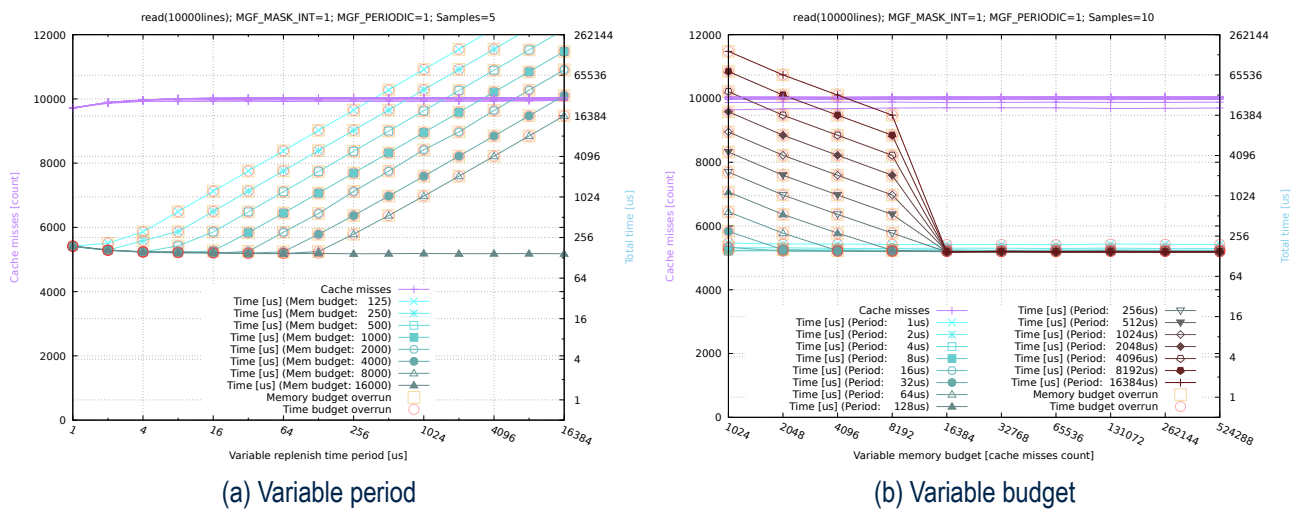 read(10000lines); MGF_MASK_INT=1; MGF_PERIODIC=1; Samples=5
12000
10000
8000
6000
4000
2000
0
Cache misses [count]
262144
65536
16384
4096
1024
256
64
16
4
1
Total time [us]
Cache misses
Time [us] (Mem budget: 125)
Time [us] (Mem budget: 250)
Time [us] (Mem budget: 500)
Time [us] (Mem budget: 1000)
Time [us] (Mem budget: 2000)
Time [us] (Mem budget: 4000)
Time [us] (Mem budget: 8000)
Time [us] (Mem budget: 16000)
Memory budget overrun
Time budget overrun
1 4 16 64 256 1024 4096 16384
Variable replenish time period [us]
(a) Variable period
read(10000lines); MGF_MASK_INT=1; MGF_PERIODIC=1; Samples=10
12000
10000
8000
6000
4000
2000
0
Cache misses [count]
262144
65536
16384
4096
1024
256
64
16
4
1
Total time [us]
Cache misses
Time [us] (Period: 1us)
Time [us] (Period: 2us)
Time [us] (Period: 4us)
Time [us] (Period: 8us)
Time [us] (Period: 16us)
Time [us] (Period: 32us)
Time [us] (Period: 64us)
Time [us] (Period: 128us)
Time [us] (Period: 256us)
Time [us] (Period: 512us)
Time [us] (Period: 1024us)
Time [us] (Period: 2048us)
Time [us] (Period: 4096us)
Time [us] (Period: 8192us)
Time [us] (Period: 16384us)
Memory budget overrun
Time budget overrun
1024 2048 4096 8192 16384 32768 65536 131072 262144 524288
Variable memory budget [cache misses count]
(b) Variable budget